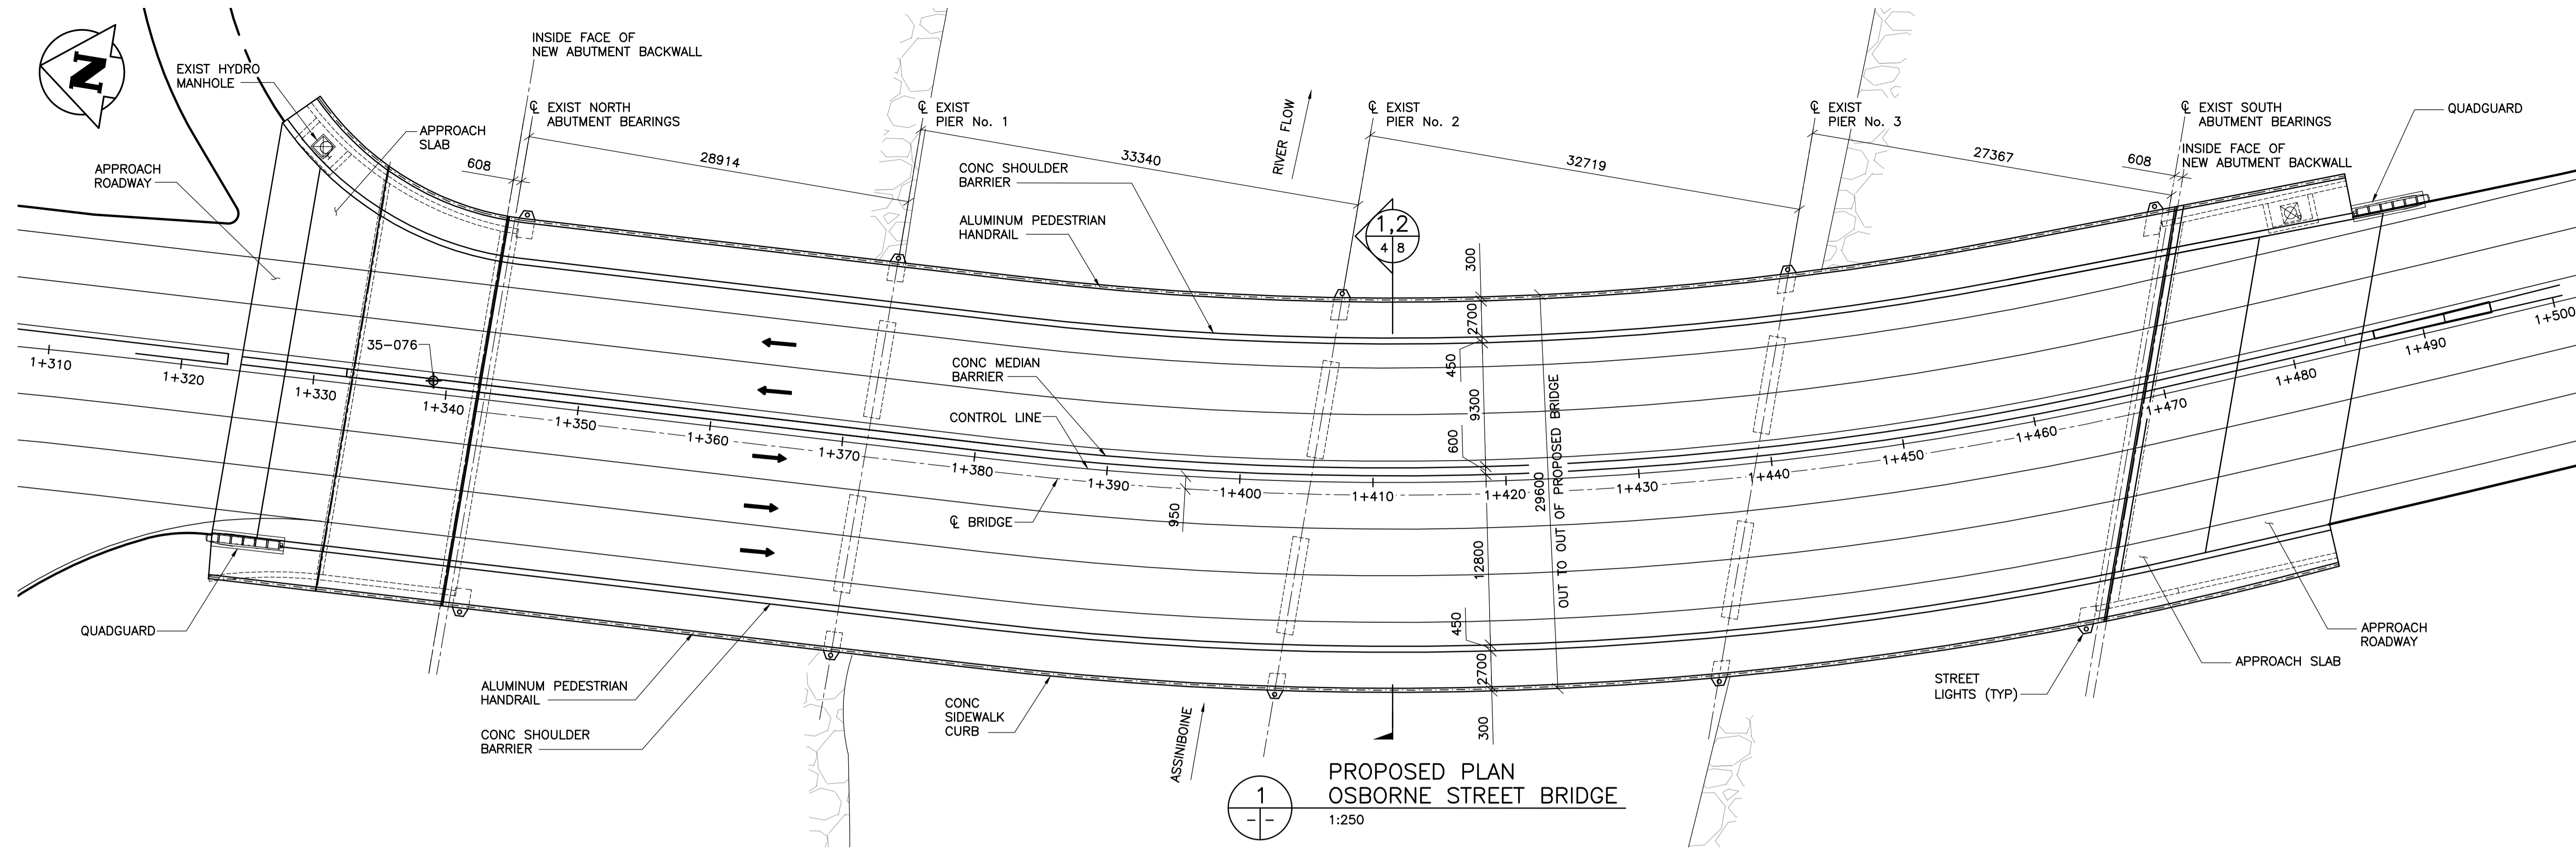 N
EXIST HYDRO
MANHOLE
APPROACH
ROADWAY
APPROACH
SLAB
INSIDE FACE OF
NEW ABUTMENT BACKWALL
℄ EXIST NORTH
ABUTMENT BEARINGS
608
28914
℄ EXIST
PIER No. 1
33340
CONC SHOULDER
BARRIER
ALUMINUM PEDESTRIAN
HANDRAIL
RIVER FLOW
℄ EXIST
PIER No. 2
32719
1,2
4 8
℄ EXIST
PIER No. 3
27367
℄ EXIST SOUTH
ABUTMENT BEARINGS
608
INSIDE FACE OF
NEW ABUTMENT BACKWALL
QUADGUARD
300
2700
450
9300
600
29600
OUT TO OUT OF PROPOSED BRIDGE
12800
450
2700
300
35-076
CONC MEDIAN
BARRIER
CONTROL LINE
℄ BRIDGE
950
1+310
1+320
1+330
1+340
1+350
1+360
1+370
1+380
1+390
1+400
1+410
1+420
1+430
1+440
1+450
1+460
1+470
1+480
1+490
1+500
QUADGUARD
ALUMINUM PEDESTRIAN
HANDRAIL
CONC SHOULDER
BARRIER
CONC
SIDEWALK
CURB
ASSINIBOINE
STREET
LIGHTS (TYP)
APPROACH SLAB
APPROACH
ROADWAY
1
- -
PROPOSED PLAN
OSBORNE STREET BRIDGE
1:250